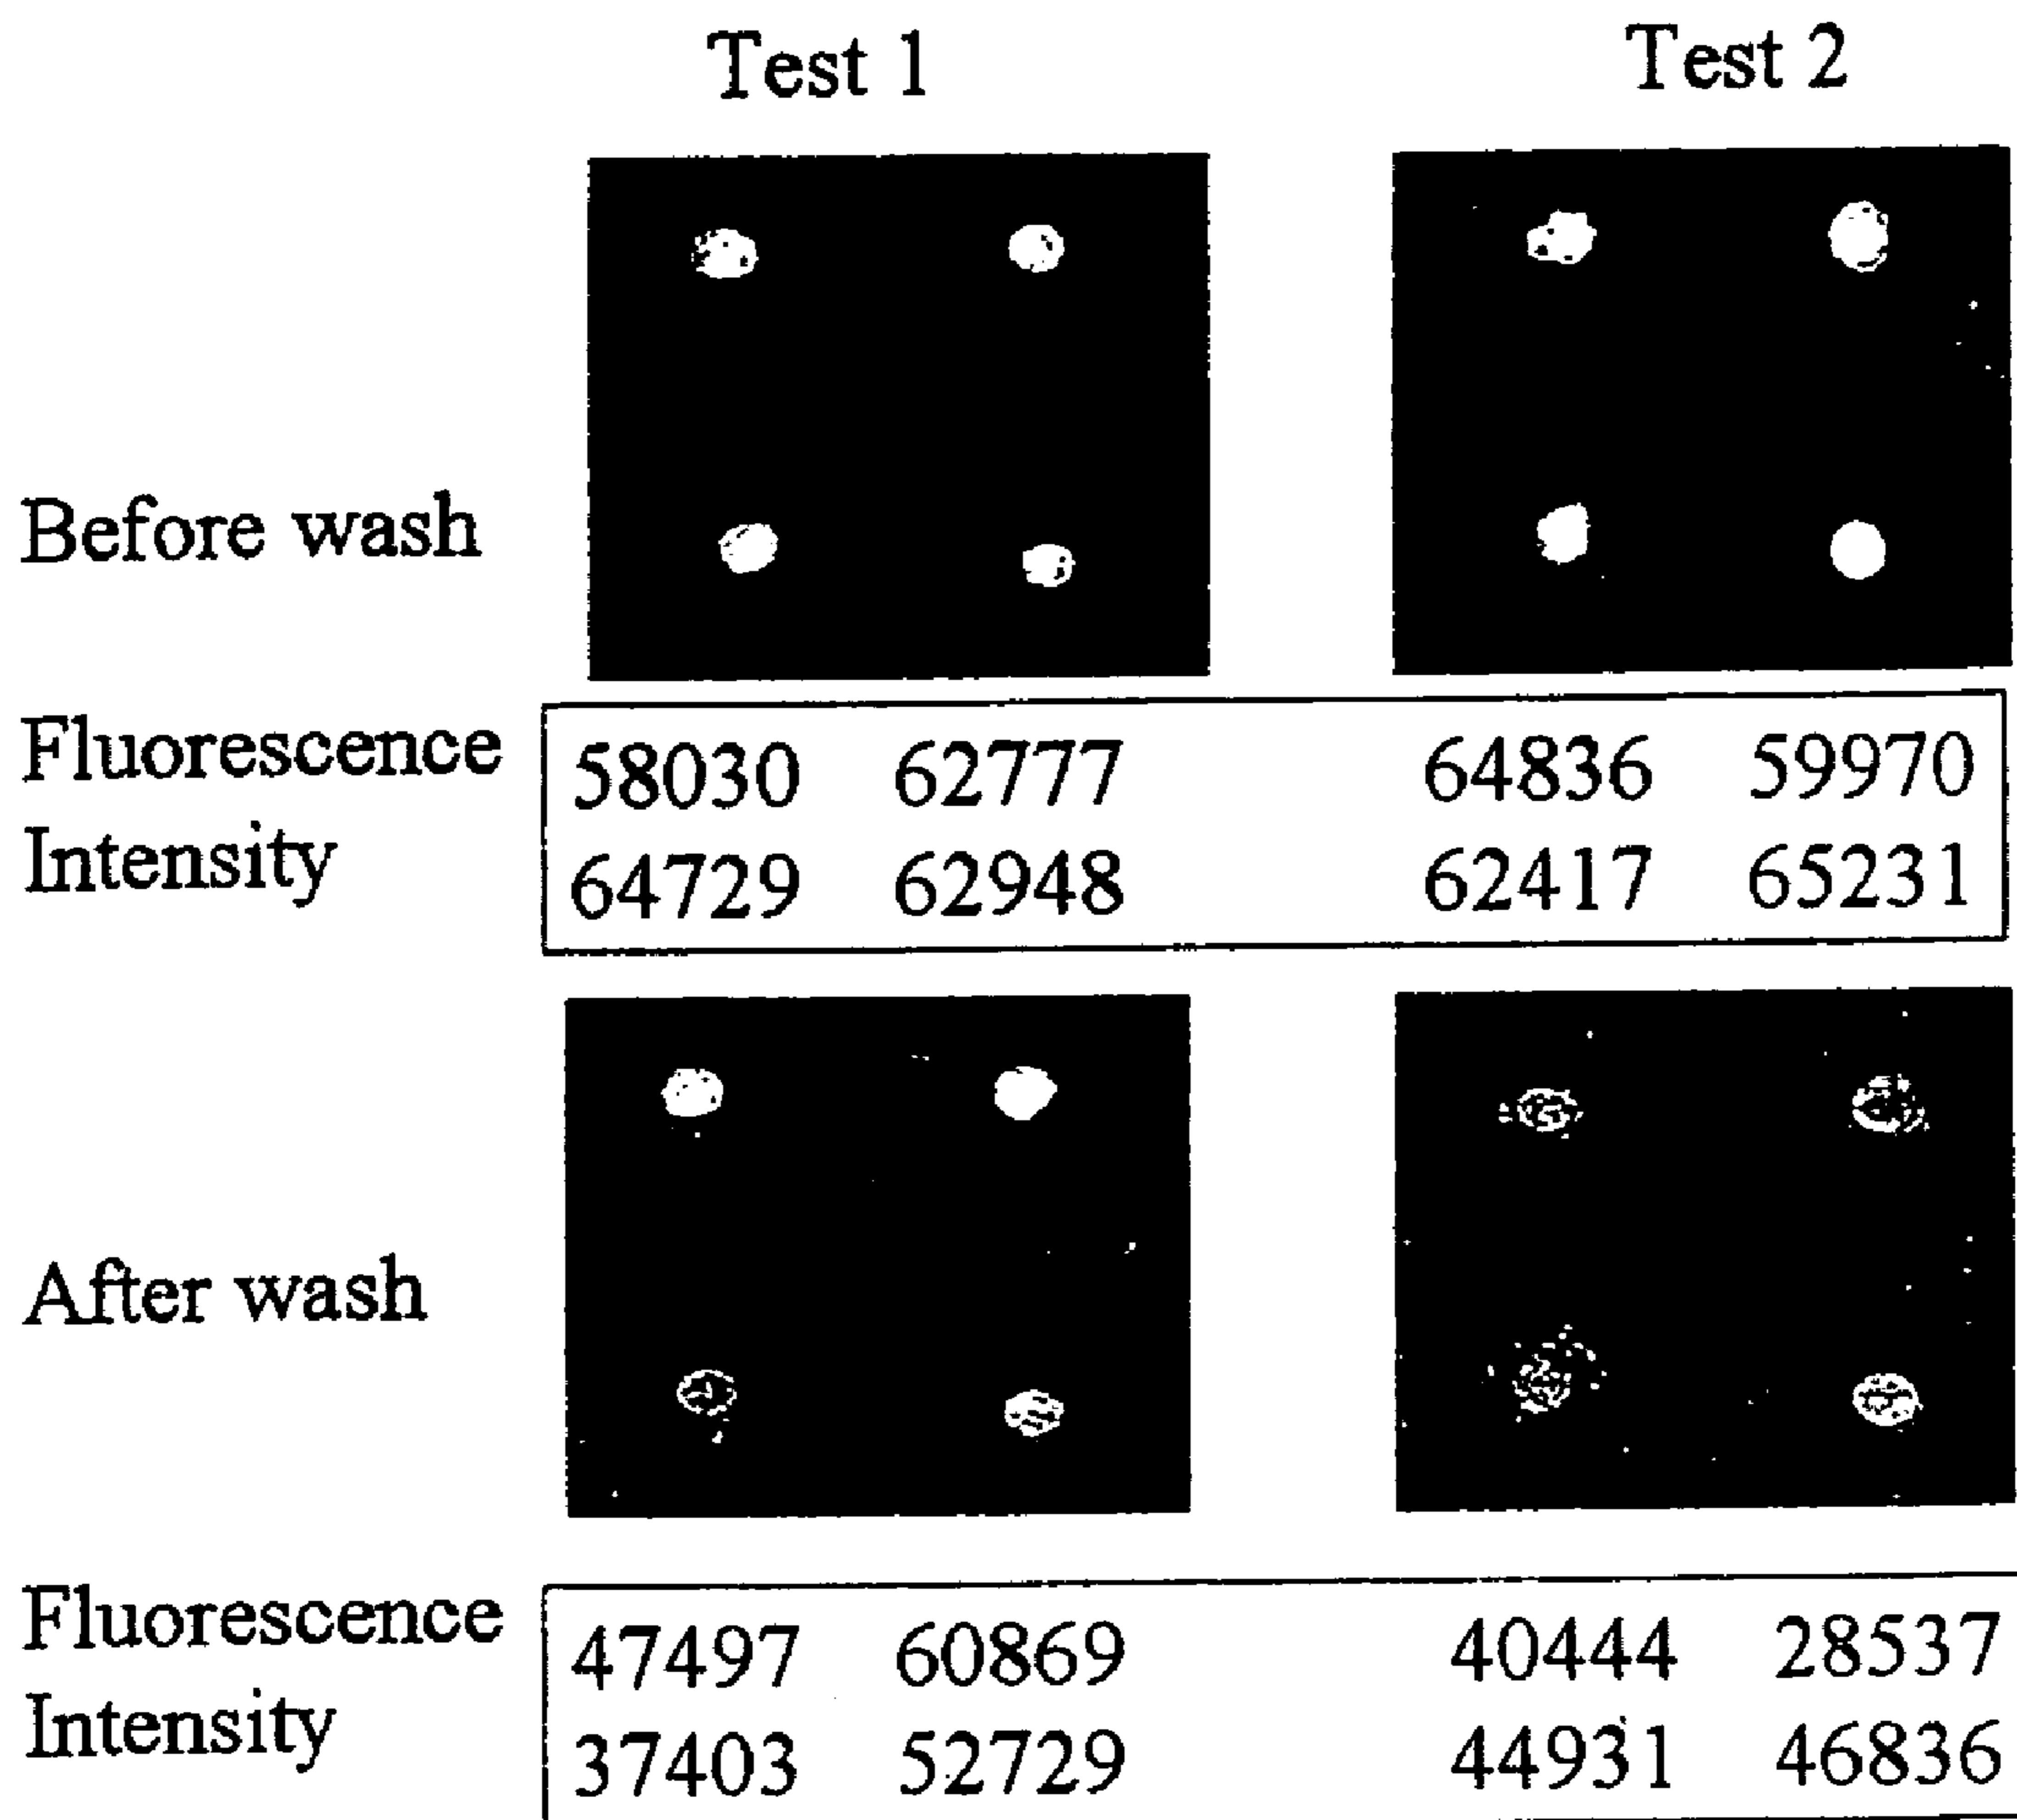 Test 1 Test 2
Before wash
Fluorescence 58030 62777 64836 59970
Intensity 64729 62948 62417 65231
After wash
Fluorescence 47497 60869 40444 28537
Intensity 37403 52729 44931 46836